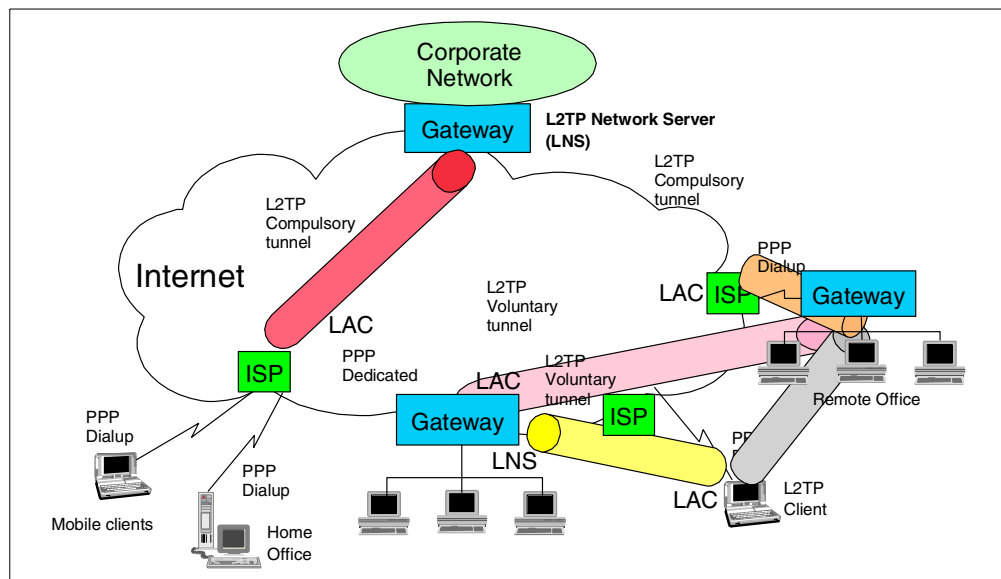 Corporate
Network
Gateway
L2TP Network Server
(LNS)
L2TP
Compulsory
tunnel
L2TP
Compulsory
tunnel
Internet
PPP
Dialup
LAC
ISP
Gateway
L2TP
Voluntary
tunnel
LAC
PPP
Dedicated
L2TP
Voluntary
tunnel
ISP
LAC
Gateway
ISP
Remote Office
PPP
Dialup
LNS
LAC
L2TP
Client
PPP
Dialup
Mobile clients
Home
Office